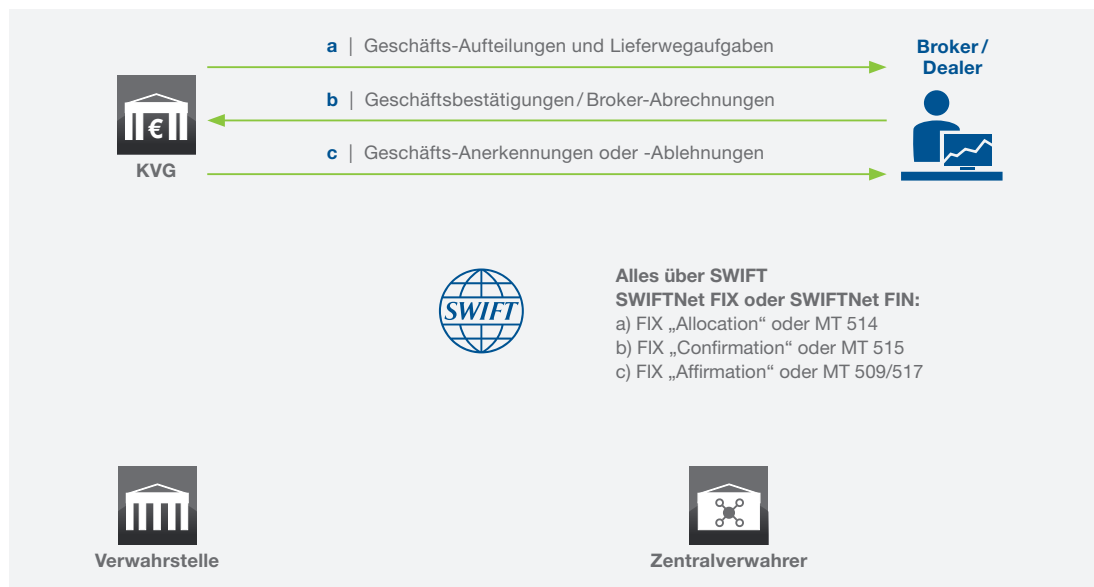 a | Geschäfts-Aufteilungen und Lieferwegaufgaben
Broker/
Dealer
b | Geschäftsbestätigungen/Broker-Abrechnungen
€
KVG
c | Geschäfts-Anerkennungen oder -Ablehnungen
SWIFT
Alles über SWIFT
SWIFTNet FIX oder SWIFTNet FIN:
a) FIX „Allocation“ oder MT 514
b) FIX „Confirmation“ oder MT 515
c) FIX „Affirmation“ oder MT 509/517
Verwahrstelle
Zentralverwahrer